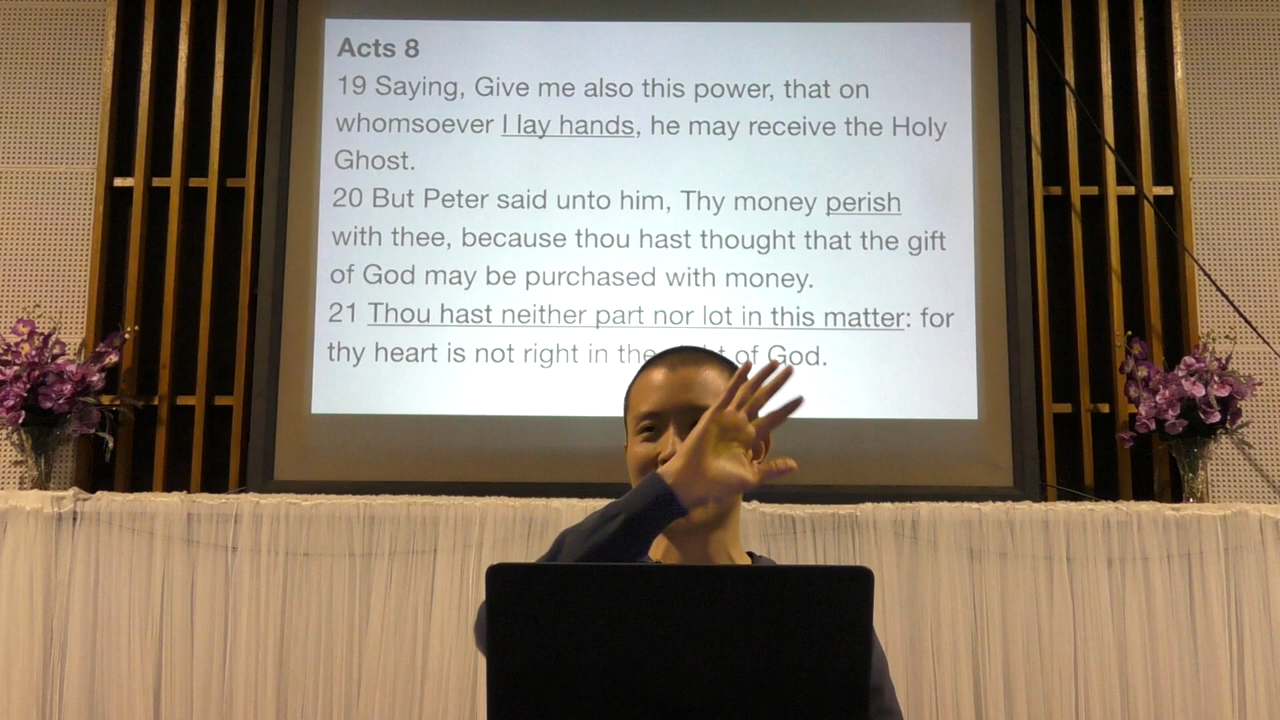 Acts 8
19 Saying, Give me also this power, that on
whomsoever I lay hands, he may receive the Holy
Ghost.
20 But Peter said unto him, Thy money perish
with thee, because thou hast thought that the gift
of God may be purchased with money.
21 Thou hast neither part nor lot in this matter: for
thy heart is not right in the of God.